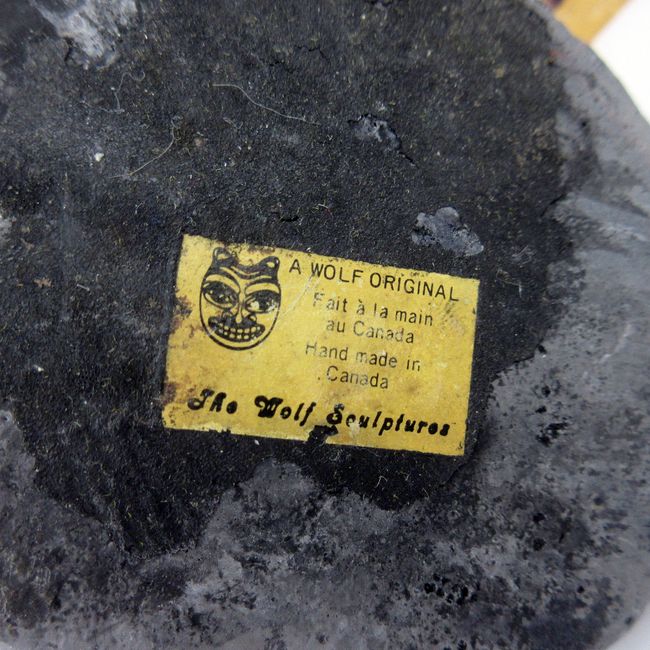 A WOLF ORIGINAL
Fait à la main
au Canada
Hand made in
Canada
The Wolf Sculptures